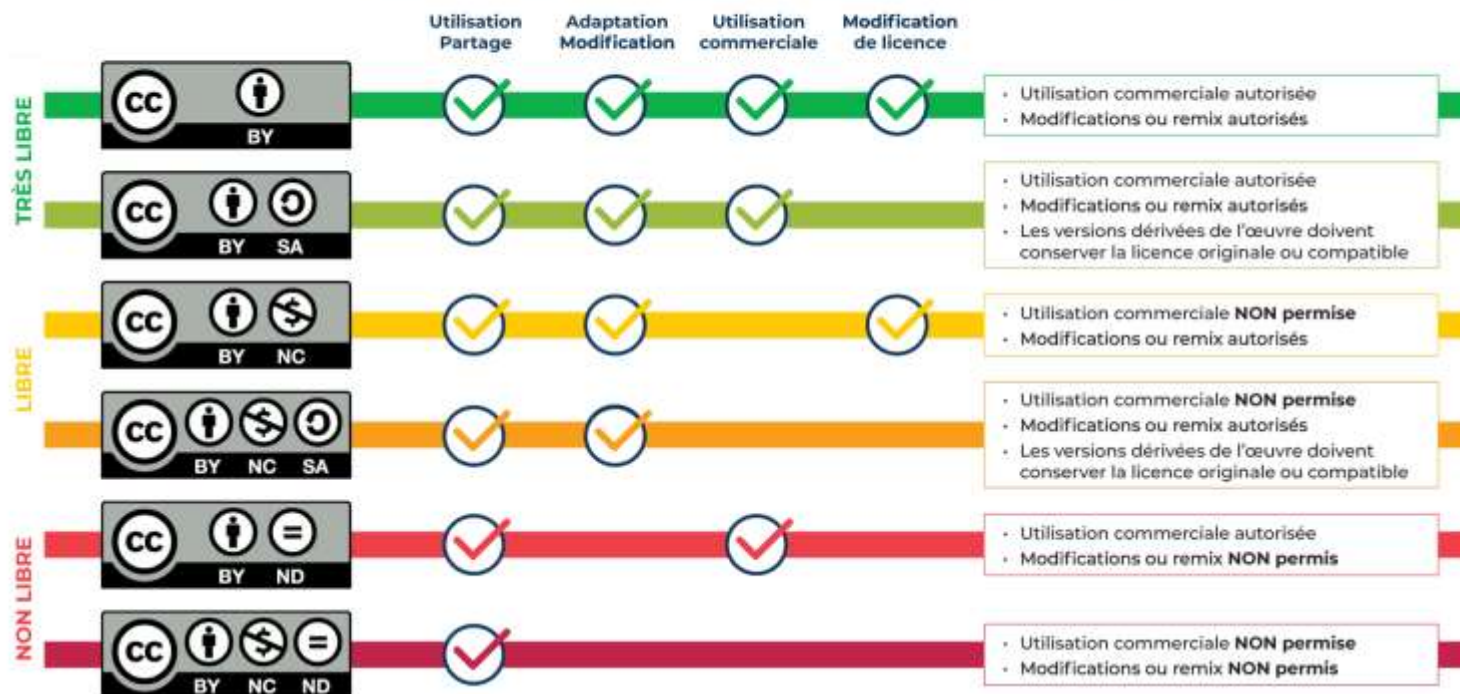 Utilisation
Partage
Adaptation
Modification
Utilisation
commerciale
Modification
de licence
TRÈS LIBRE
CC
BY
· Utilisation commerciale autorisée
· Modifications ou remix autorisés
CC
BY SA
· Utilisation commerciale autorisée
· Modifications ou remix autorisés
· Les versions dérivées de l'œuvre doivent
conserver la licence originale ou compatible
LIBRE
CC
BY NC
· Utilisation commerciale NON permise
· Modifications ou remix autorisés
CC
BY NC SA
· Utilisation commerciale NON permise
· Modifications ou remix autorisés
· Les versions dérivées de l'œuvre doivent
conserver la licence originale ou compatible
NON LIBRE
CC
BY ND
· Utilisation commerciale autorisée
· Modifications ou remix NON permis
CC
BY NC ND
· Utilisation commerciale NON permise
· Modifications ou remix NON permis